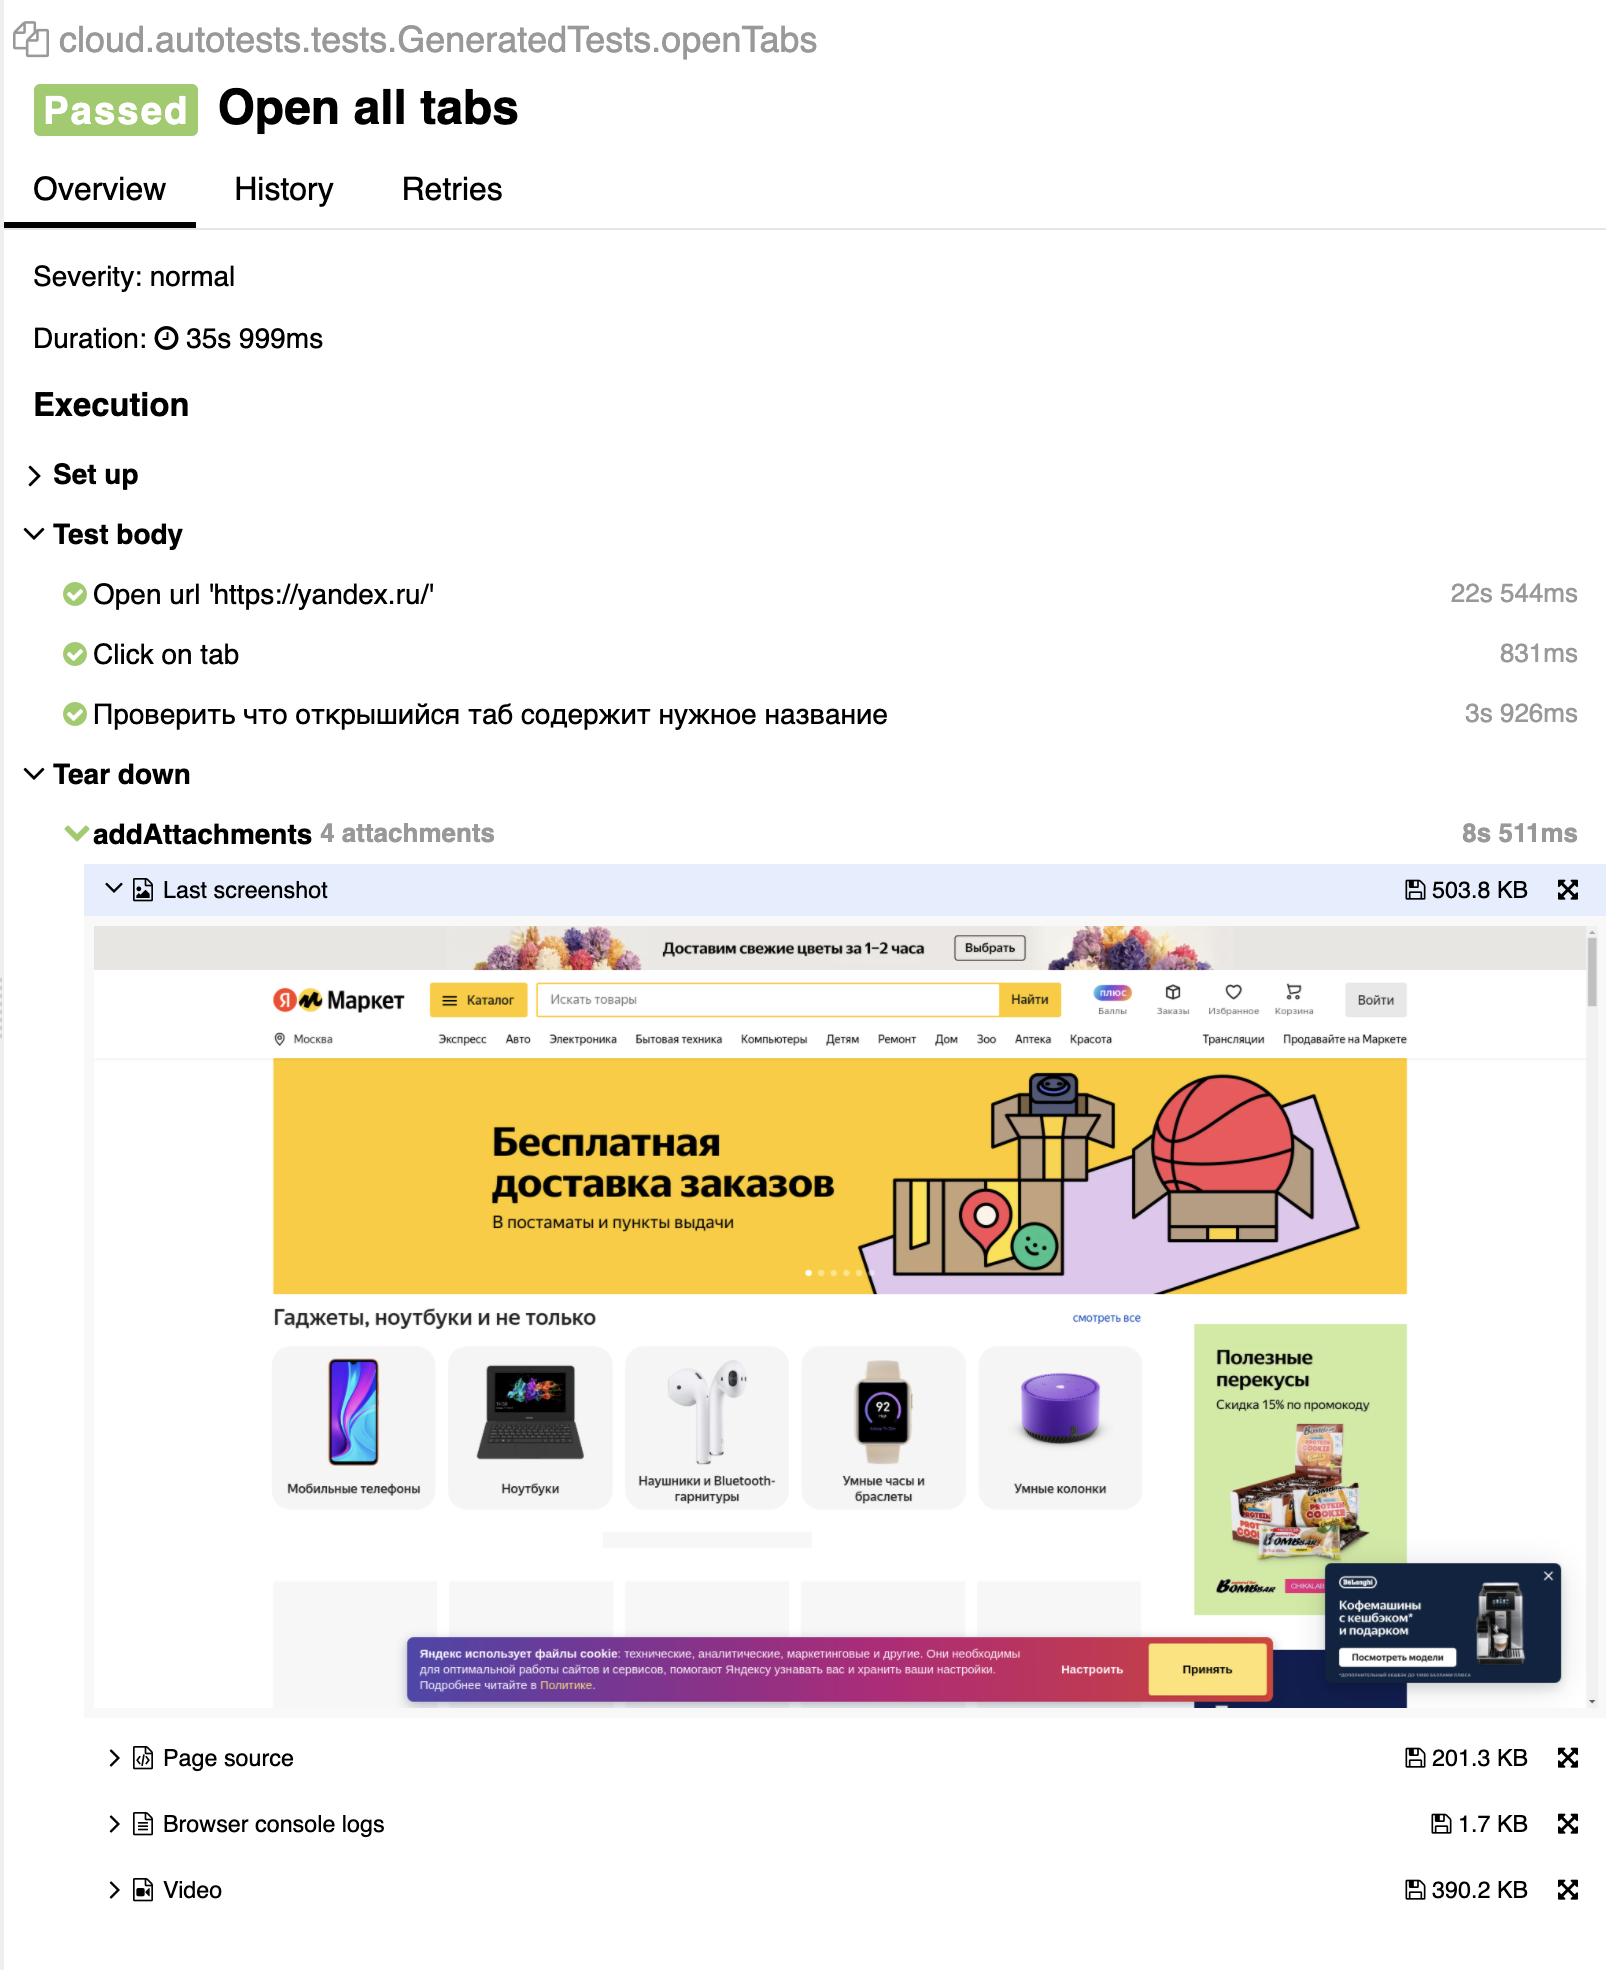 cloud.autotests.tests.GeneratedTests.openTabs
Passed Open all tabs
Overview History Retries
Severity: normal
Duration: 35s 999ms
Execution
Set up
Test body
Open url 'https://yandex.ru/' 22s 544ms
Click on tab 831ms
Проверить что открышийся таб содержит нужное название 3s 926ms
Tear down
addAttachments 4 attachments 8s 511ms
Last screenshot 503.8 KB
Доставим свежие цветы за 1–2 часа Выбрать
Я М Маркет Каталог Искать товары Найти плюс Баллы Заказы Избранное Корзина Войти
Москва Экспресс Авто Электроника Бытовая техника Компьютеры Детям Ремонт Дом Зоо Аптека Красота Трансляции Продавайте на Маркете
Бесплатная
доставка заказов
В постаматы и пункты выдачи
Гаджеты, ноутбуки и не только смотреть все
Мобильные телефоны
Ноутбуки
Наушники и Bluetooth-
гарнитуры
92
Умные часы и
браслеты
Умные колонки
Полезные
перекусы
Скидка 15% по промокоду
PROTEIN
COOKIE
BOMBBAR
BOMBBAR CHIKALAB
DeLonghi
Кофемашины
с кешбэком*
и подарком
Посмотреть модели
Яндекс использует файлы cookie: технические, аналитические, маркетинговые и другие. Они необходимы
для оптимальной работы сайтов и сервисов, помогают Яндексу узнавать вас и хранить ваши настройки.
Подробнее читайте в Политике.
Настроить Принять
Page source 201.3 KB
Browser console logs 1.7 KB
Video 390.2 KB